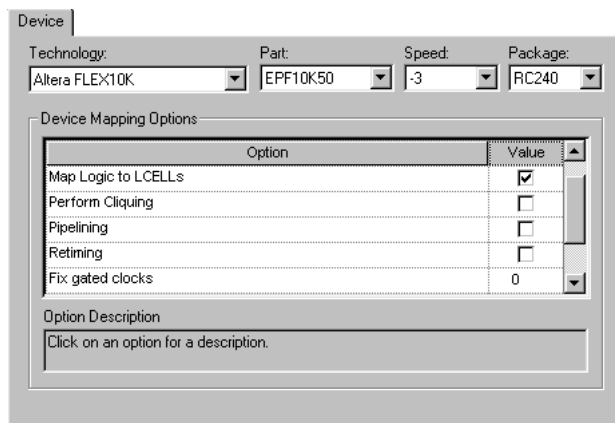 Device
Technology: Part: Speed: Package:
Altera FLEX10K EPF10K50 -3 RC240
Device Mapping Options
Option Value
Map Logic to LCELLs
Perform Cliquing
Pipelining
Retiming
Fix gated clocks 0
Option Description
Click on an option for a description.